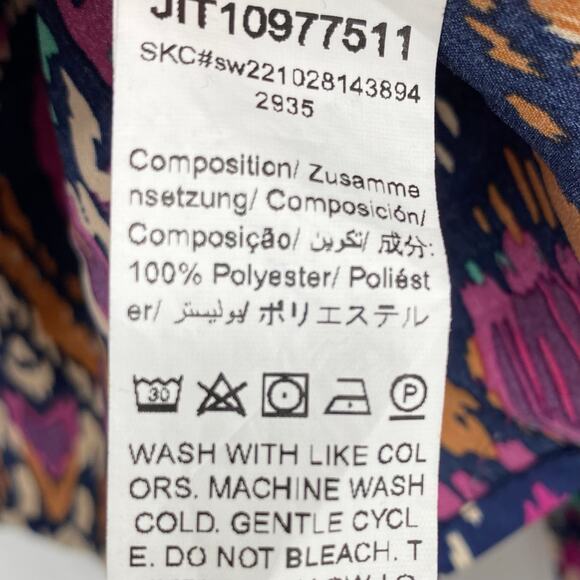 JIT10977511
SKC#sw221028143894
2935
Composition/ Zusamme
nsetzung/ Composición/
Composição/ تكوين/ 成分:
100% Polyester/ Poliést
er/ بوليستر/ ポリエステル
30
P
WASH WITH LIKE COL
ORS. MACHINE WASH
COLD. GENTLE CYCL
E. DO NOT BLEACH. T